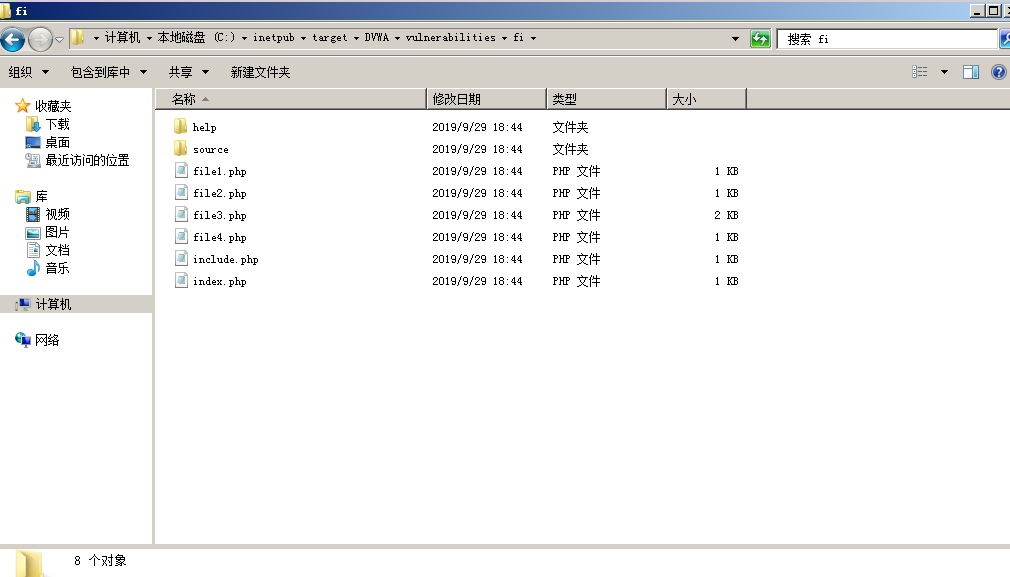 fi
计算机 本地磁盘 (C:) inetpub target DVWA vulnerabilities fi
搜索 fi
组织 包含到库中 共享 新建文件夹
收藏夹
下载
桌面
最近访问的位置
库
视频
图片
文档
音乐
计算机
网络
名称 修改日期 类型 大小
help 2019/9/29 18:44 文件夹
source 2019/9/29 18:44 文件夹
file1.php 2019/9/29 18:44 PHP 文件 1 KB
file2.php 2019/9/29 18:44 PHP 文件 1 KB
file3.php 2019/9/29 18:44 PHP 文件 2 KB
file4.php 2019/9/29 18:44 PHP 文件 1 KB
include.php 2019/9/29 18:44 PHP 文件 1 KB
index.php 2019/9/29 18:44 PHP 文件 1 KB
8 个对象